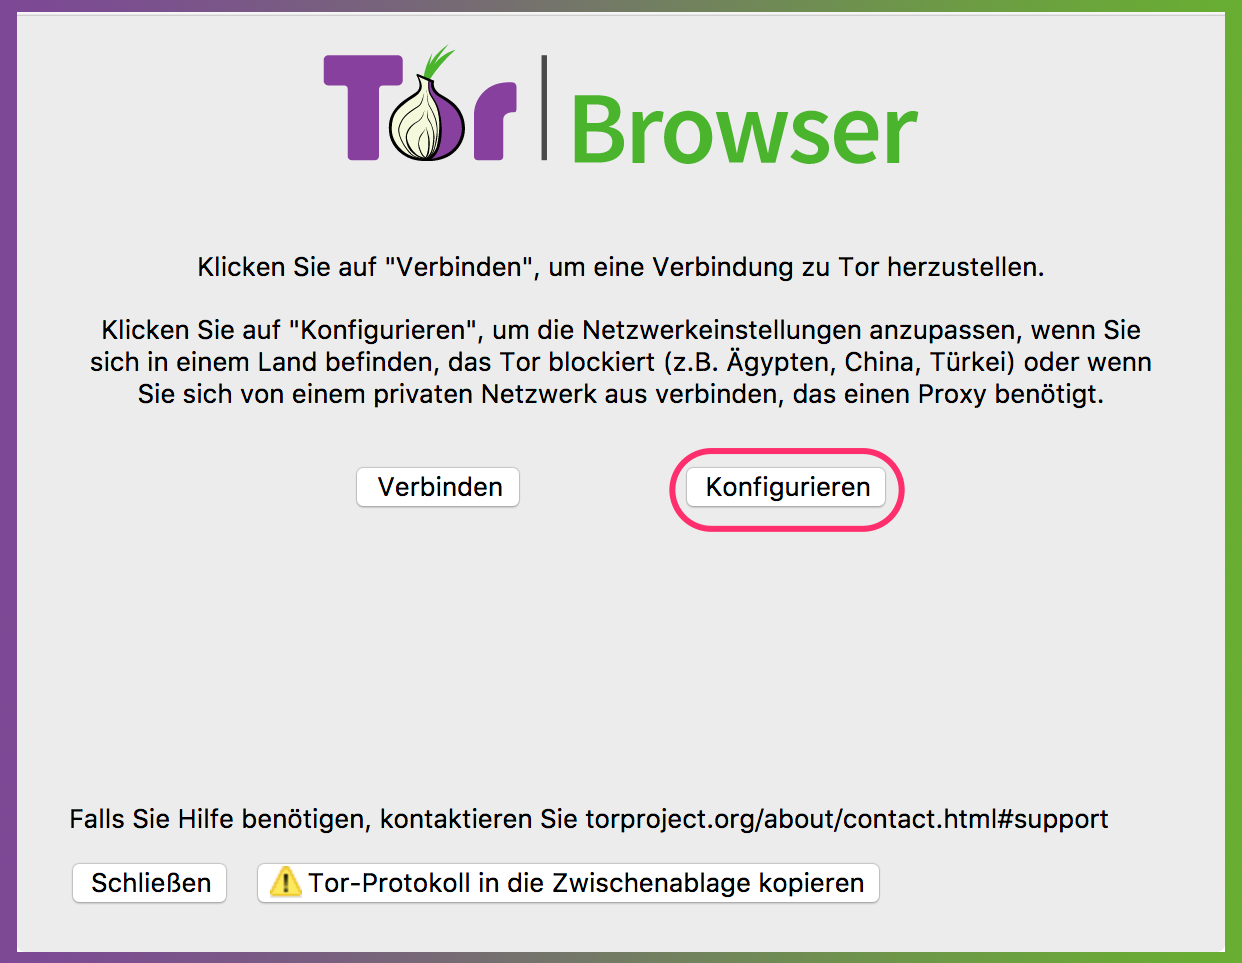 Tor Browser
Klicken Sie auf "Verbinden", um eine Verbindung zu Tor herzustellen.
Klicken Sie auf "Konfigurieren", um die Netzwerkeinstellungen anzupassen, wenn Sie
sich in einem Land befinden, das Tor blockiert (z.B. Ägypten, China, Türkei) oder wenn
Sie sich von einem privaten Netzwerk aus verbinden, das einen Proxy benötigt.
Verbinden Konfigurieren
Falls Sie Hilfe benötigen, kontaktieren Sie torproject.org/about/contact.html#support
Schließen Tor-Protokoll in die Zwischenablage kopieren